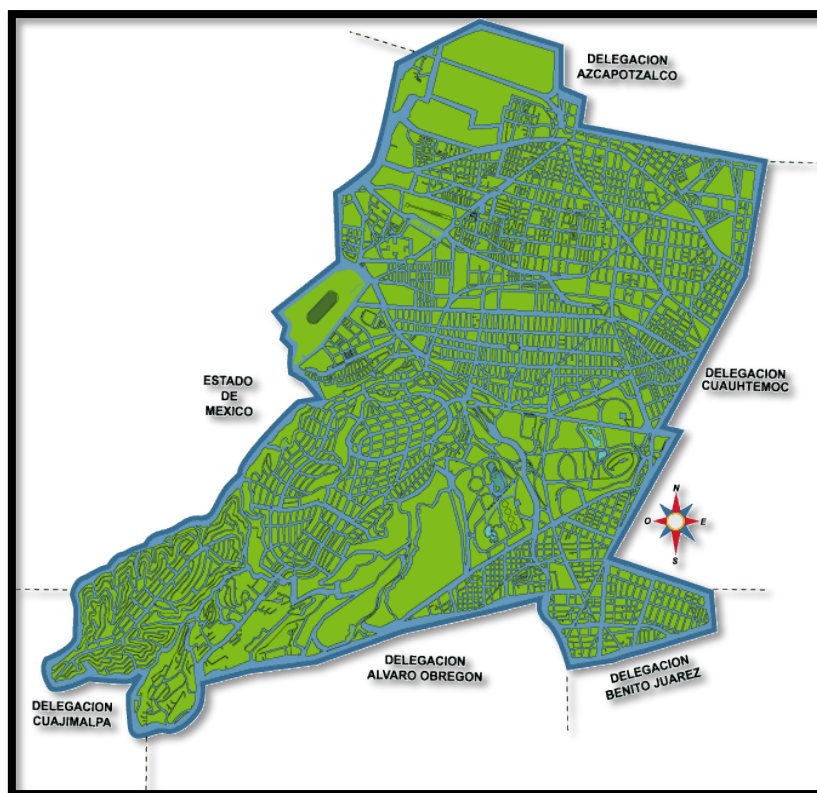 DELEGACION
AZCAPOTZALCO
DELEGACION
CUAUHTEMOC
ESTADO
DE
MEXICO
N
O
E
S
DELEGACION
ALVARO OBREGON
DELEGACION
BENITO JUAREZ
DELEGACION
CUAJIMALPA